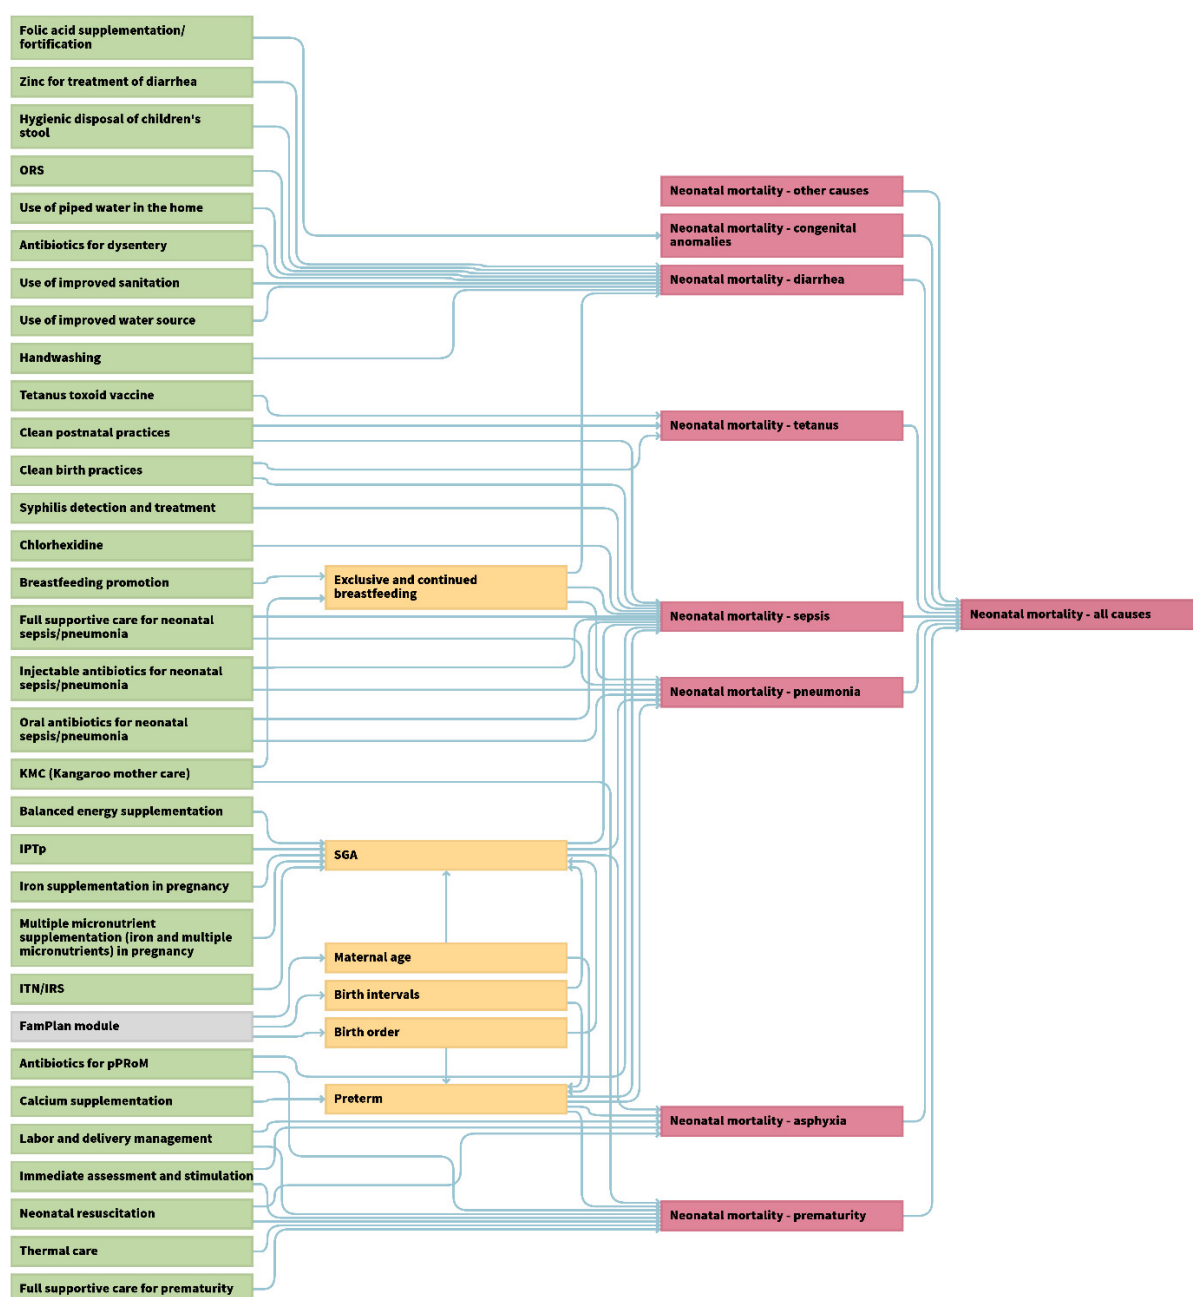 Folic acid supplementation/
fortification
Zinc for treatment of diarrhea
Hygienic disposal of children's
stool
ORS
Use of piped water in the home
Antibiotics for dysentery
Use of improved sanitation
Use of improved water source
Handwashing
Tetanus toxoid vaccine
Clean postnatal practices
Clean birth practices
Syphilis detection and treatment
Chlorhexidine
Breastfeeding promotion
Full supportive care for neonatal
sepsis/pneumonia
Injectable antibiotics for neonatal
sepsis/pneumonia
Oral antibiotics for neonatal
sepsis/pneumonia
KMC (Kangaroo mother care)
Balanced energy supplementation
IPTp
Iron supplementation in pregnancy
Multiple micronutrient
supplementation (iron and multiple
micronutrients) in pregnancy
ITN/IRS
FamPlan module
Antibiotics for pPRoM
Calcium supplementation
Labor and delivery management
Immediate assessment and stimulation
Neonatal resuscitation
Thermal care
Full supportive care for prematurity
Exclusive and continued
breastfeeding
SGA
Maternal age
Birth intervals
Birth order
Preterm
Neonatal mortality - other causes
Neonatal mortality - congenital
anomalies
Neonatal mortality - diarrhea
Neonatal mortality - tetanus
Neonatal mortality - sepsis
Neonatal mortality - pneumonia
Neonatal mortality - asphyxia
Neonatal mortality - prematurity
Neonatal mortality - all causes